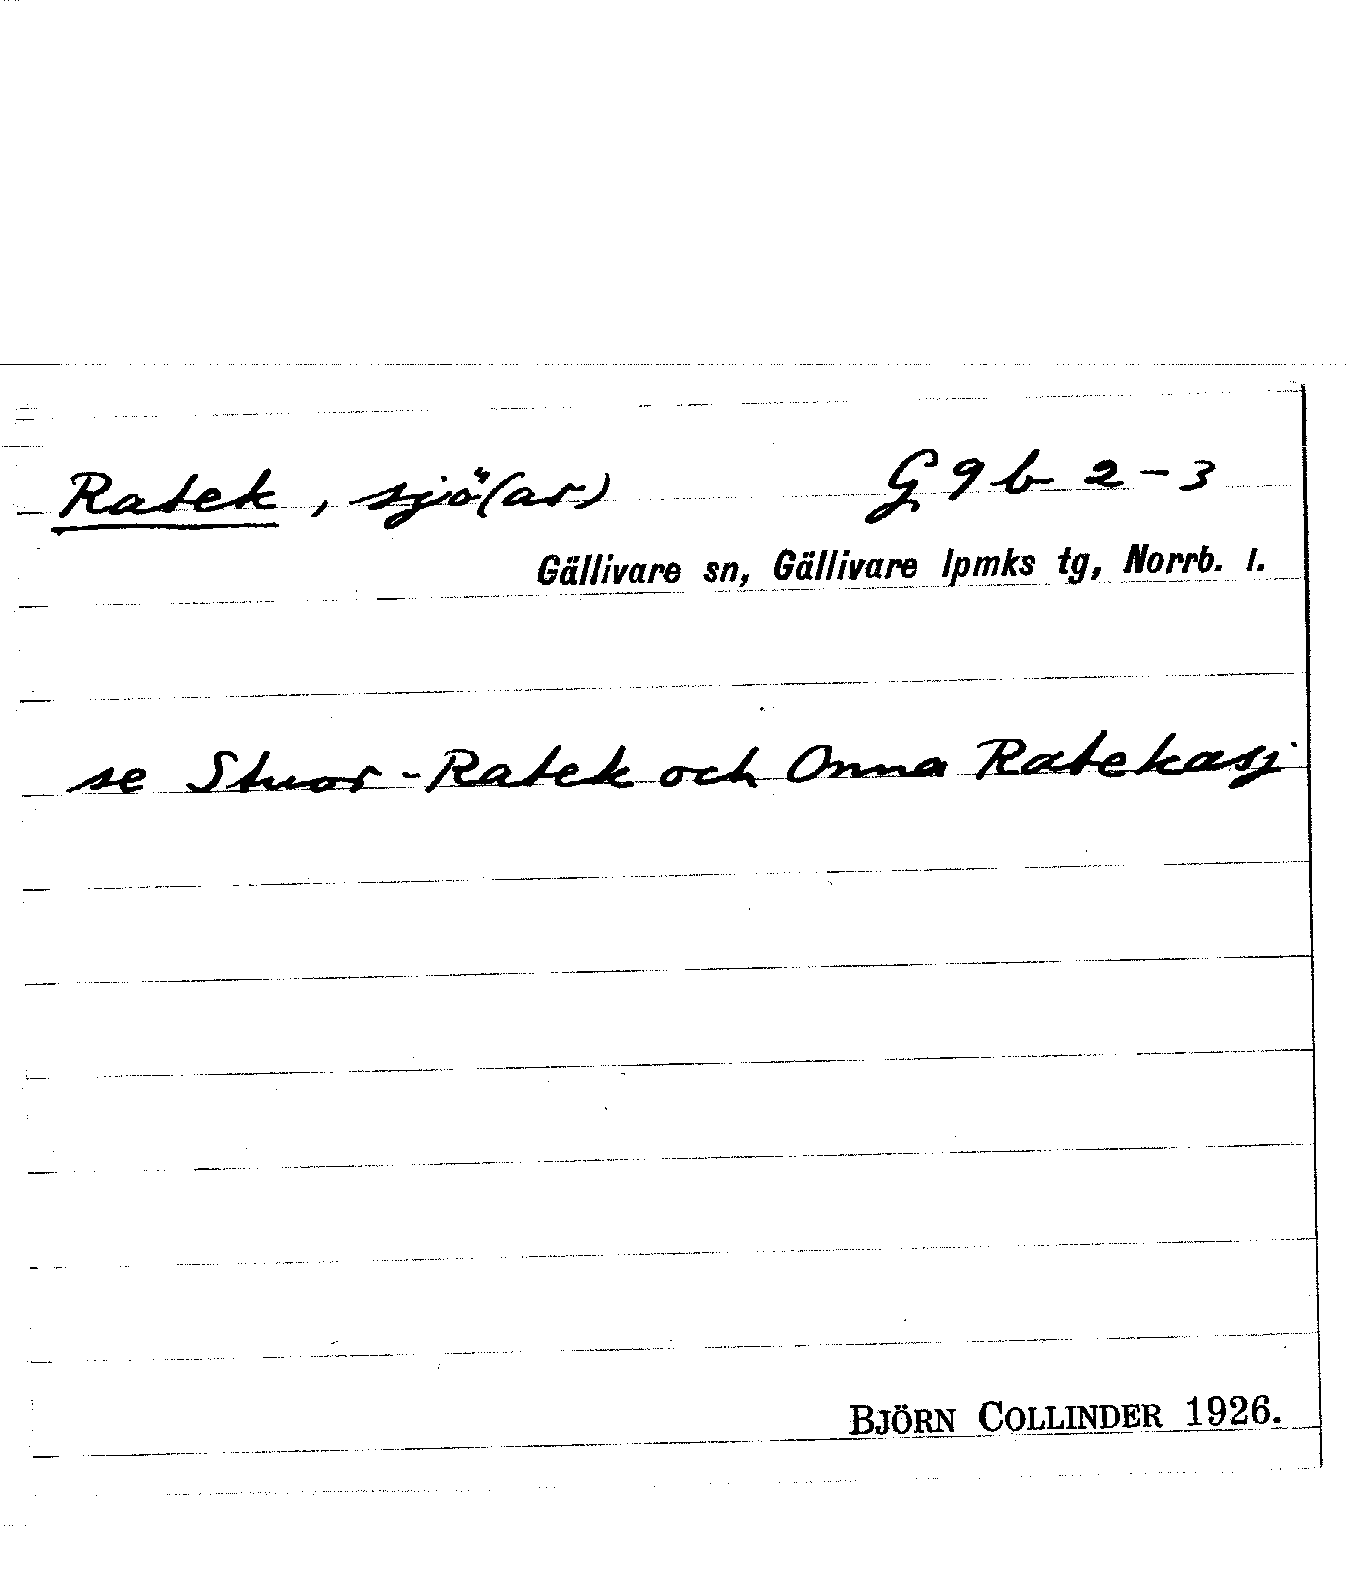 Ratek, sjö(ar) G 9 b 2-3
Gällivare sn, Gällivare lpmks tg, Norrb. l.
se Stuor-Ratek och Onna Ratekasj
BJÖRN COLLINDER 1926.